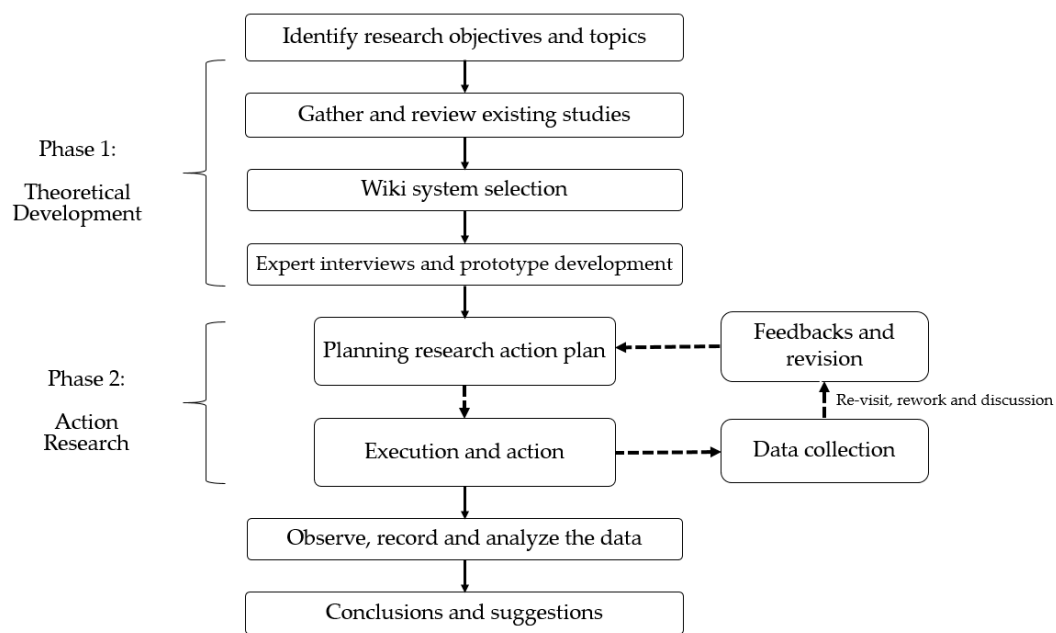 Identify research objectives and topics
Gather and review existing studies
Phase 1:
Theoretical
Development
Wiki system selection
Expert interviews and prototype development
Planning research action plan
Feedbacks and
revision
Phase 2:
Action
Research
Re-visit, rework and discussion
Execution and action
Data collection
Observe, record and analyze the data
Conclusions and suggestions